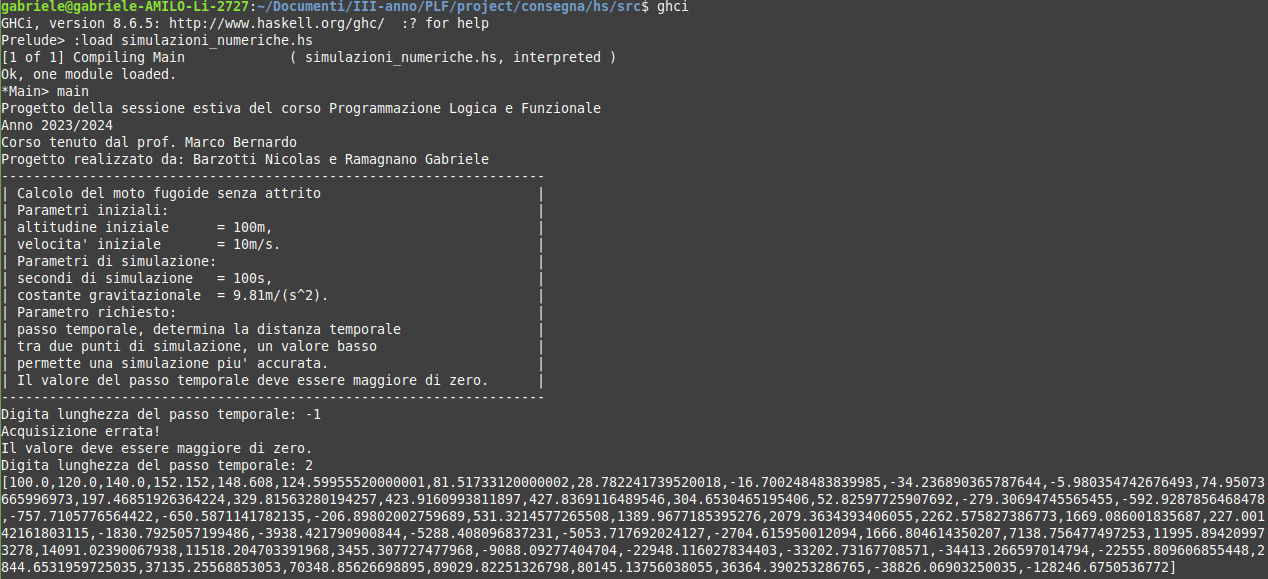 gabriele@gabriele-AMILO-Li-2727:~/Documenti/III-anno/PLF/project/consegna/hs/src$ ghci
GHCi, version 8.6.5: http://www.haskell.org/ghc/  :? for help
Prelude> :load simulazioni_numeriche.hs
[1 of 1] Compiling Main             ( simulazioni_numeriche.hs, interpreted )
Ok, one module loaded.
*Main> main
Progetto della sessione estiva del corso Programmazione Logica e Funzionale
Anno 2023/2024
Corso tenuto dal prof. Marco Bernardo
Progetto realizzato da: Barzotti Nicolas e Ramagnano Gabriele
--------------------------------------------------------------------
| Calcolo del moto fugoide senza attrito                           |
| Parametri iniziali:                                              |
| altitudine iniziale      = 100m,                                 |
| velocita' iniziale       = 10m/s.                                |
| Parametri di simulazione:                                        |
| secondi di simulazione   = 100s,                                 |
| costante gravitazionale  = 9.81m/(s^2).                          |
| Parametro richiesto:                                             |
| passo temporale, determina la distanza temporale                 |
| tra due punti di simulazione, un valore basso                    |
| permette una simulazione piu' accurata.                          |
| Il valore del passo temporale deve essere maggiore di zero.      |
--------------------------------------------------------------------
Digita lunghezza del passo temporale: -1
Acquisizione errata!
Il valore deve essere maggiore di zero.
Digita lunghezza del passo temporale: 2
[100.0,120.0,140.0,152.152,148.608,124.59955520000001,81.51733120000002,28.782241739520018,-16.700248483839985,-34.236890365787644,-5.980354742676493,74.95073
665996973,197.46851926364224,329.81563280194257,423.9160993811897,427.8369116489546,304.6530465195406,52.82597725907692,-279.30694745565455,-592.9287856468478
,-757.7105776564422,-650.5871141782135,-206.89802002759689,531.3214577265508,1389.9677185395276,2079.3634393406055,2262.575827386773,1669.086001835687,227.001
42161803115,-1830.7925057199486,-3938.421790900844,-5288.408096837231,-5053.717692024127,-2704.615950012094,1666.804614350207,7138.756477497253,11995.89420997
3278,14091.02390067938,11518.204703391968,3455.307727477968,-9088.09277404704,-22948.116027834403,-33202.73167708571,-34413.266597014794,-22555.809606855448,2
844.6531959725035,37135.25568853053,70348.85626698895,89029.82251326798,80145.13756038055,36364.390253286765,-38826.06903250035,-128246.6750536772]